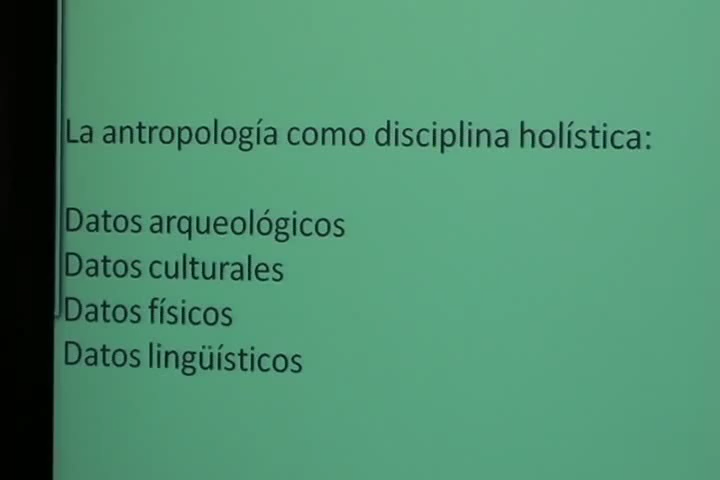 La antropología como disciplina holística:
Datos arqueológicos
Datos culturales
Datos físicos
Datos lingüísticos